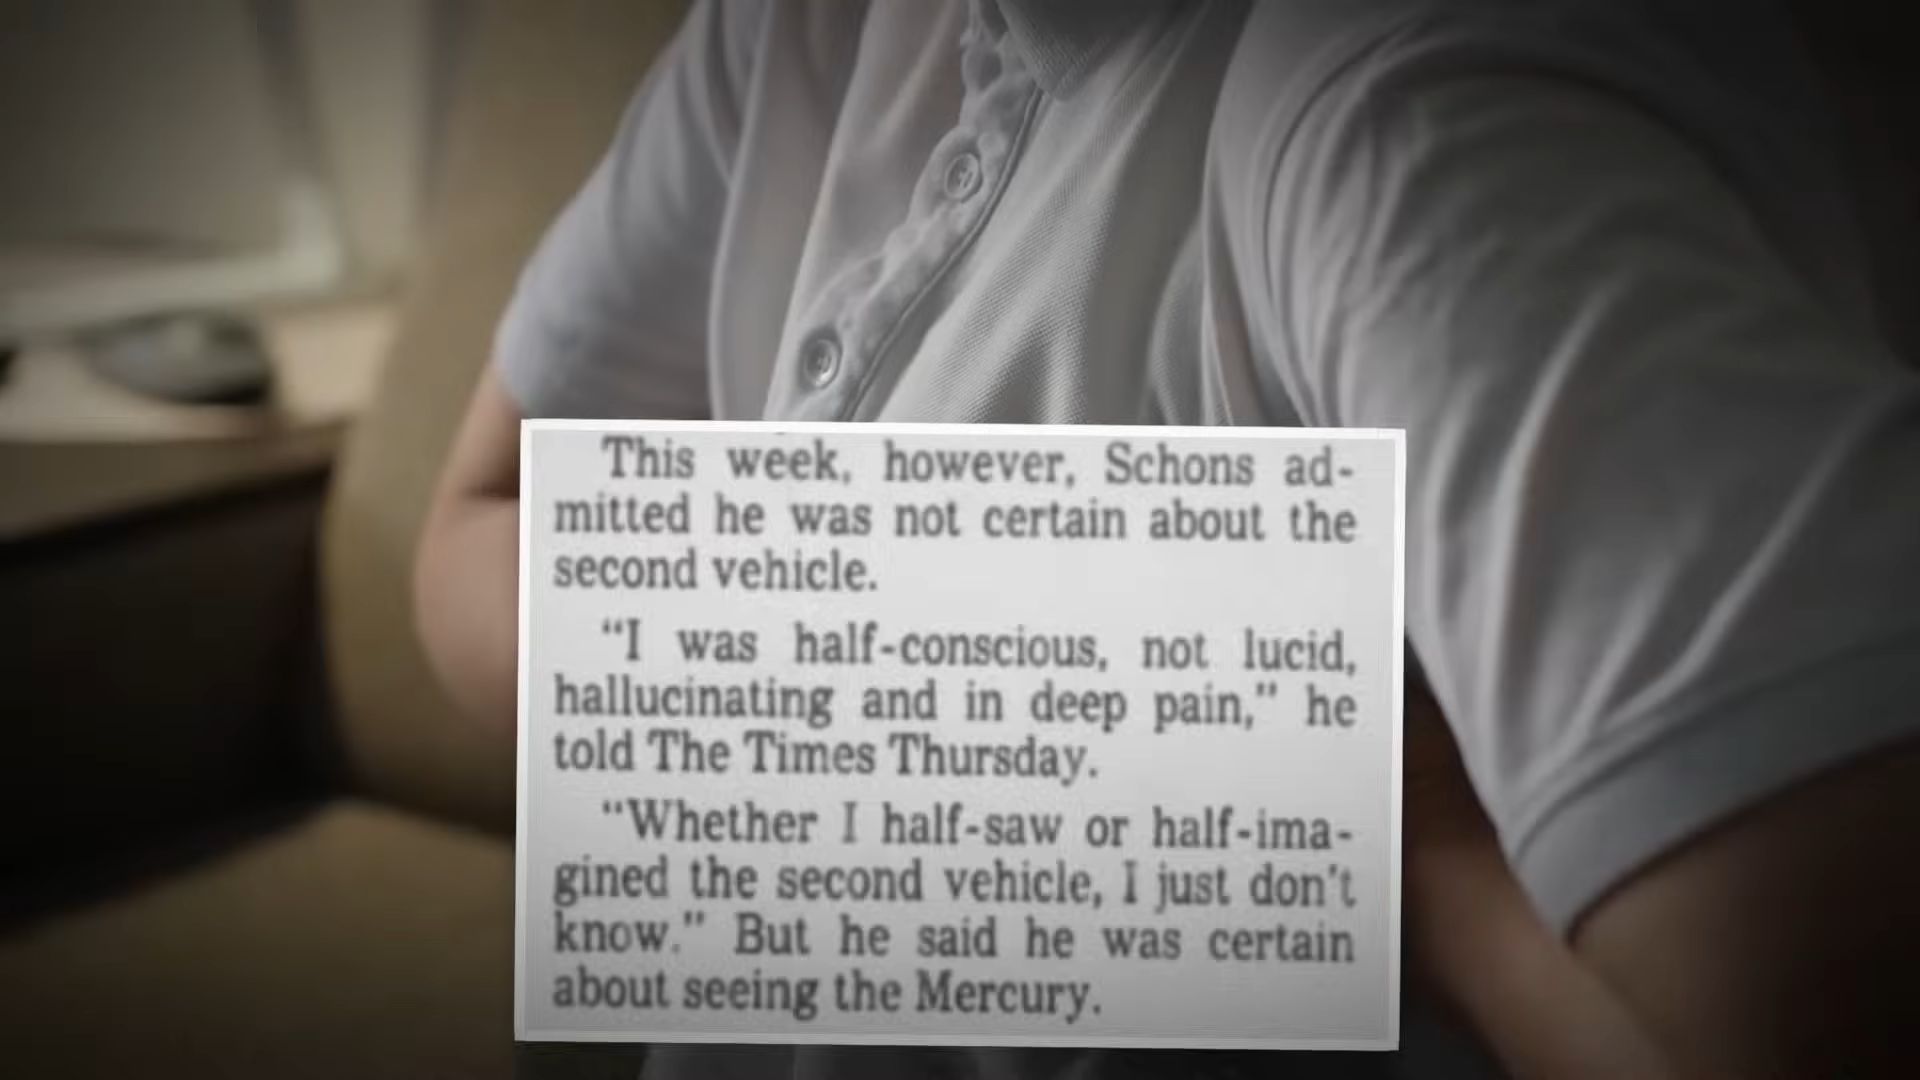 This week, however, Schons ad-
mitted he was not certain about the
second vehicle.
"I was half-conscious, not lucid,
hallucinating and in deep pain," he
told The Times Thursday.
"Whether I half-saw or half-ima-
gined the second vehicle, I just don't
know." But he said he was certain
about seeing the Mercury.